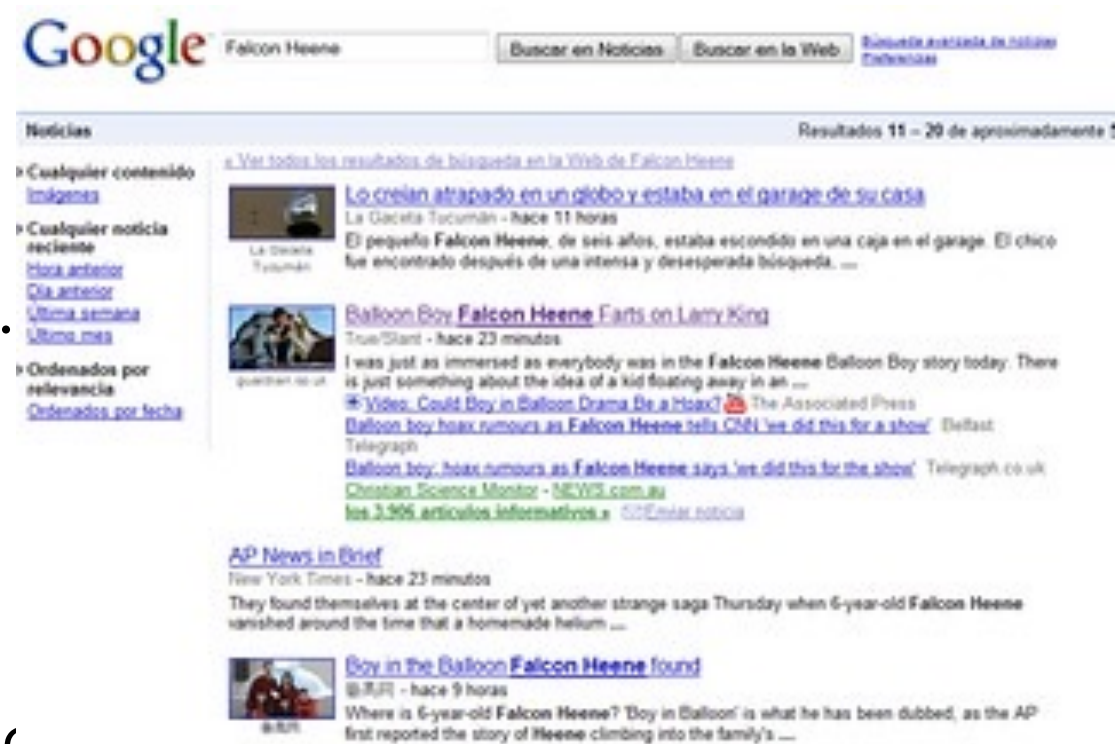 Google Falcon Heene Buscar en Noticias Buscar en la Web Búsqueda avanzada de noticias
Preferencias
Noticias Resultados 11 – 20 de aproximadamente
Cualquier contenido
Imágenes
Cualquier noticia reciente
Hora anterior
Día anterior
Última semana
Último mes
Ordenados por relevancia
Ordenados por fecha
« Ver todos los resultados de búsqueda en la Web de Falcon Heene
Lo creían atrapado en un globo y estaba en el garage de su casa
La Gaceta Tucumán - hace 11 horas
El pequeño Falcon Heene, de seis años, estaba escondido en una caja en el garage. El chico
fue encontrado después de una intensa y desesperada búsqueda, ...
La Gaceta
Tucumán
Balloon Boy Falcon Heene Farts on Larry King
True/Slant - hace 23 minutos
I was just as immersed as everybody was in the Falcon Heene Balloon Boy story today. There
is just something about the idea of a kid floating away in an ...
guardian.co.uk
Video: Could Boy in Balloon Drama Be a Hoax? The Associated Press
Balloon boy hoax rumours as Falcon Heene tells CNN 'we did this for a show' Belfast
Telegraph
Balloon boy: hoax rumours as Falcon Heene says 'we did this for the show' Telegraph.co.uk
Christian Science Monitor - NEWS.com.au
los 3.906 artículos informativos » Enviar noticia
AP News in Brief
New York Times - hace 23 minutos
They found themselves at the center of yet another strange saga Thursday when 6-year-old Falcon Heene
vanished around the time that a homemade helium ...
Boy in the Balloon Falcon Heene found
- hace 9 horas
Where is 6-year-old Falcon Heene? 'Boy in Balloon' is what he has been dubbed, as the AP
first reported the story of Heene climbing into the family's ...